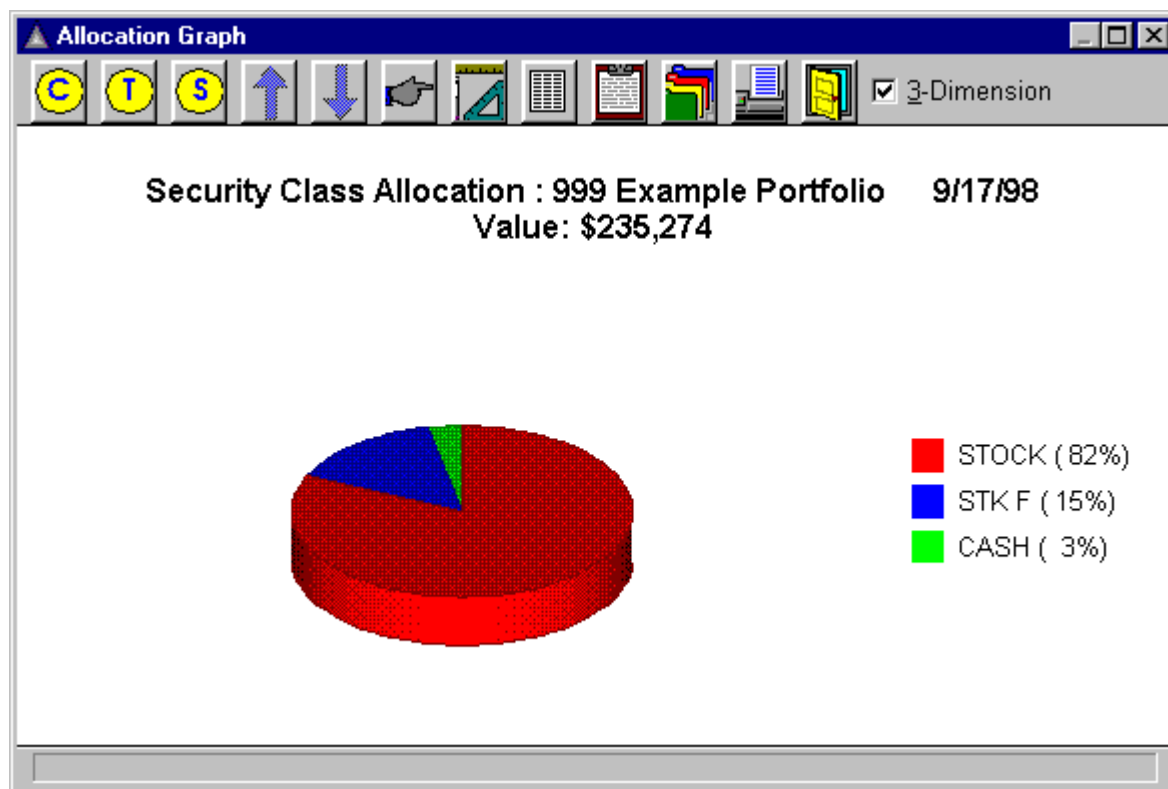 Allocation Graph
C T S 3-Dimension
Security Class Allocation : 999 Example Portfolio 9/17/98
Value: $235,274
STOCK ( 82%)
STK F ( 15%)
CASH ( 3%)